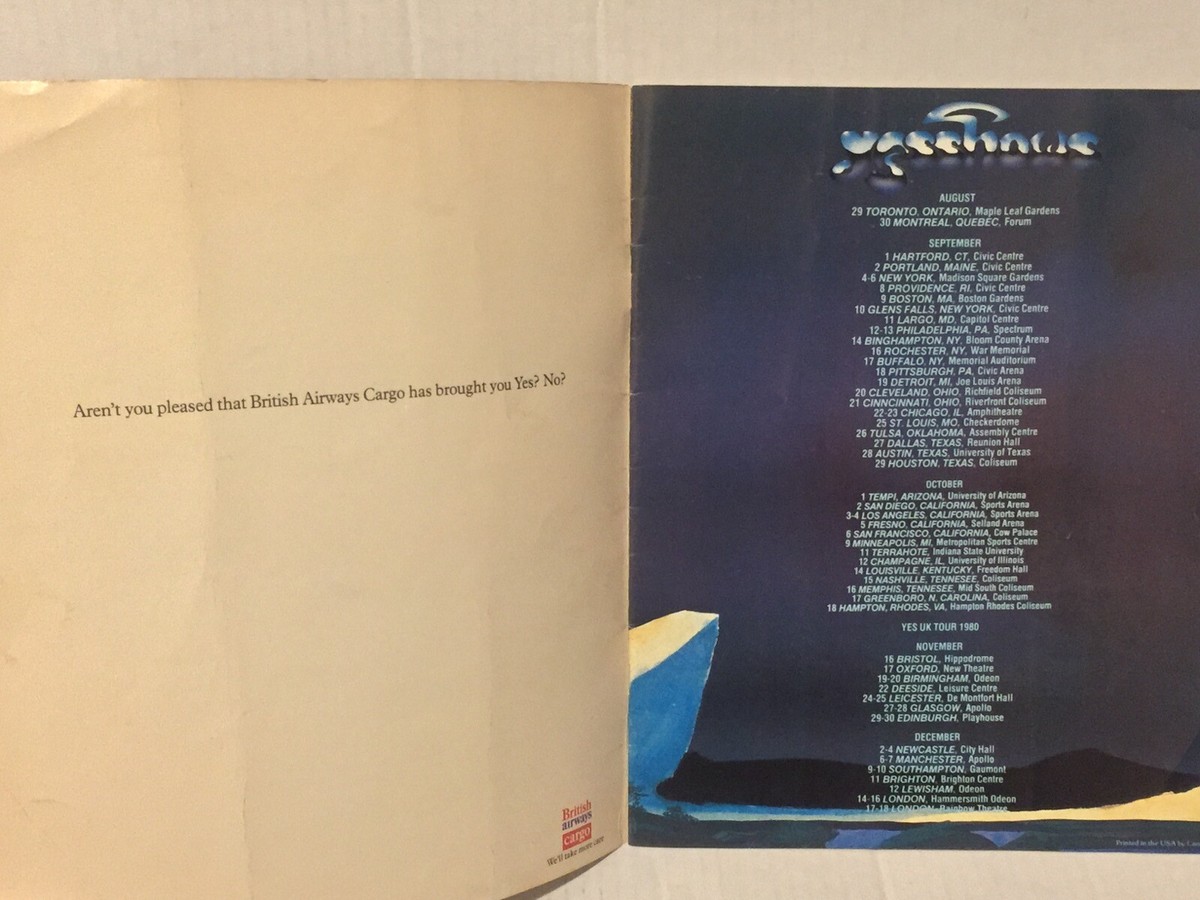 Aren't you pleased that British Airways Cargo has brought you Yes? No?
British
airways
cargo
We'll take more care
yesshows
AUGUST
29 TORONTO, ONTARIO, Maple Leaf Gardens
30 MONTREAL, QUEBEC, Forum
SEPTEMBER
1 HARTFORD, CT, Civic Centre
2 PORTLAND, MAINE, Civic Centre
4-6 NEW YORK, Madison Square Gardens
8 PROVIDENCE, RI, Civic Centre
9 BOSTON, MA, Boston Gardens
10 GLENS FALLS, NEW YORK, Civic Centre
11 LARGO, MD, Capitol Centre
12-13 PHILADELPHIA, PA, Spectrum
14 BINGHAMPTON, NY, Bloom County Arena
16 ROCHESTER, NY, War Memorial
17 BUFFALO, NY, Memorial Auditorium
18 PITTSBURGH, PA, Civic Arena
19 DETROIT, MI, Joe Louis Arena
20 CLEVELAND, OHIO, Richfield Coliseum
21 CINNCINNATI, OHIO, Riverfront Coliseum
22-23 CHICAGO, IL, Amphitheatre
25 ST. LOUIS, MO, Checkerdome
26 TULSA, OKLAHOMA, Assembly Centre
27 DALLAS, TEXAS, Reunion Hall
28 AUSTIN, TEXAS, University of Texas
29 HOUSTON, TEXAS, Coliseum
OCTOBER
1 TEMPI, ARIZONA, University of Arizona
2 SAN DIEGO, CALIFORNIA, Sports Arena
3-4 LOS ANGELES, CALIFORNIA, Sports Arena
5 FRESNO, CALIFORNIA, Selland Arena
6 SAN FRANCISCO, CALIFORNIA, Cow Palace
9 MINNEAPOLIS, MI, Metropolitan Sports Centre
11 TERRAHOTE, Indiana State University
12 CHAMPAGNE, IL, University of Illinois
14 LOUISVILLE, KENTUCKY, Freedom Hall
15 NASHVILLE, TENNESEE, Coliseum
16 MEMPHIS, TENNESEE, Mid South Coliseum
17 GREENBORO, N. CAROLINA, Coliseum
18 HAMPTON, RHODES, VA, Hampton Rhodes Coliseum
YES UK TOUR 1980
NOVEMBER
16 BRISTOL, Hippodrome
17 OXFORD, New Theatre
19-20 BIRMINGHAM, Odeon
22 DEESIDE, Leisure Centre
24-25 LEICESTER, De Montfort Hall
27-28 GLASGOW, Apollo
29-30 EDINBURGH, Playhouse
DECEMBER
2-4 NEWCASTLE, City Hall
6-7 MANCHESTER, Apollo
9-10 SOUTHAMPTON, Gaumont
11 BRIGHTON, Brighton Centre
12 LEWISHAM, Odeon
14-16 LONDON, Hammersmith Odeon
17-18 LONDON, Rainbow Theatre
Printed in the USA by